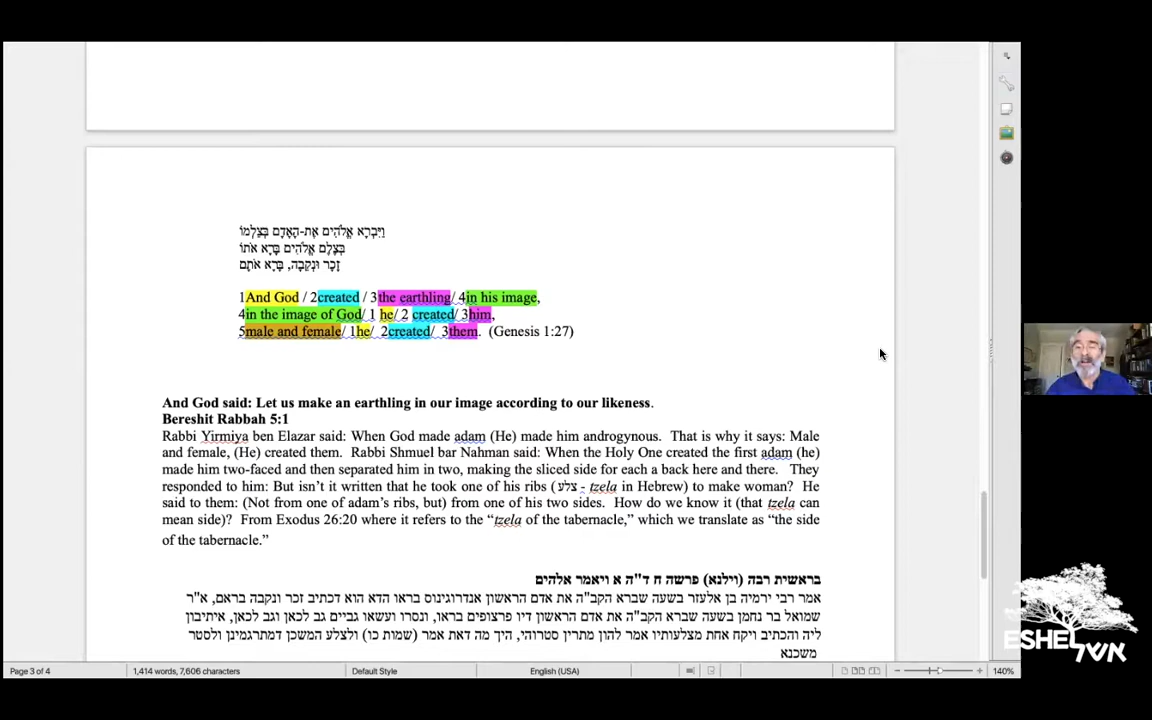 וַיִּבְרָא אֱלֹהִים אֶת-הָאָדָם בְּצַלְמוֹ
בְּצֶלֶם אֱלֹהִים בָּרָא אֹתוֹ
זָכָר וּנְקֵבָה, בָּרָא אֹתָם
1And God / 2created / 3the earthling/ 4in his image,
4in the image of God/ 1 he/ 2 created/ 3him,
5male and female/ 1he/ 2created/ 3them. (Genesis 1:27)
And God said: Let us make an earthling in our image according to our likeness.
Bereshit Rabbah 5:1
Rabbi Yirmiya ben Elazar said: When God made adam (He) made him androgynous. That is why it says: Male
and female, (He) created them. Rabbi Shmuel bar Nahman said: When the Holy One created the first adam (he)
made him two-faced and then separated him in two, making the sliced side for each a back here and there. They
responded to him: But isn't it written that he took one of his ribs (צלע - tzela in Hebrew) to make woman? He
said to them: (Not from one of adam's ribs, but) from one of his two sides. How do we know it (that tzela can
mean side)? From Exodus 26:20 where it refers to the “tzela of the tabernacle,” which we translate as “the side
of the tabernacle.”
בראשית רבה (וילנא) פרשה ח ד"ה א ויאמר אלהים
אמר רבי ירמיה בן אלעזר בשעה שברא הקב"ה את אדם הראשון אנדרוגינוס בראו הדא הוא דכתיב זכר ונקבה בראם, א"ר
שמואל בר נחמן בשעה שברא הקב"ה את אדם הראשון דיו פרצופים בראו, ונסרו ועשאו גביים גב לכאן וגב לכאן, איתיבון
ליה והכתיב ויקח אחת מצלעותיו אמר להון מתרין סטרוהי, היך מה דאת אמר (שמות כו) ולצלע המשכן דמתרגמינן ולסטר
משכנא
Page 3 of 4
1,414 words, 7,606 characters
Default Style
English (USA)
140%
ESHEL אשל